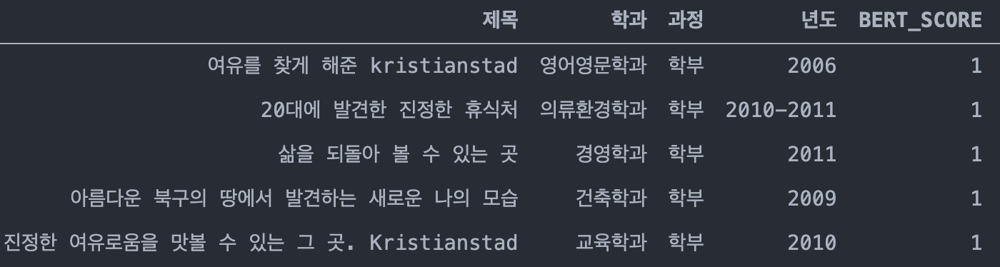 제목 학과 과정 년도 BERT_SCORE
여유를 찾게 해준 kristianstad 영어영문학과 학부 2006 1
20대에 발견한 진정한 휴식처 의류환경학과 학부 2010-2011 1
삶을 되돌아 볼 수 있는 곳 경영학과 학부 2011 1
아름다운 북구의 땅에서 발견하는 새로운 나의 모습 건축학과 학부 2009 1
진정한 여유로움을 맛볼 수 있는 그 곳. Kristianstad 교육학과 학부 2010 1